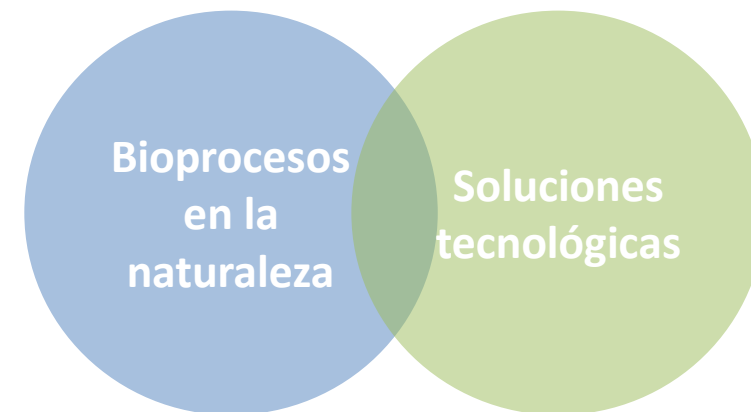 Bioprocesos
en la
naturaleza
Soluciones
tecnológicas